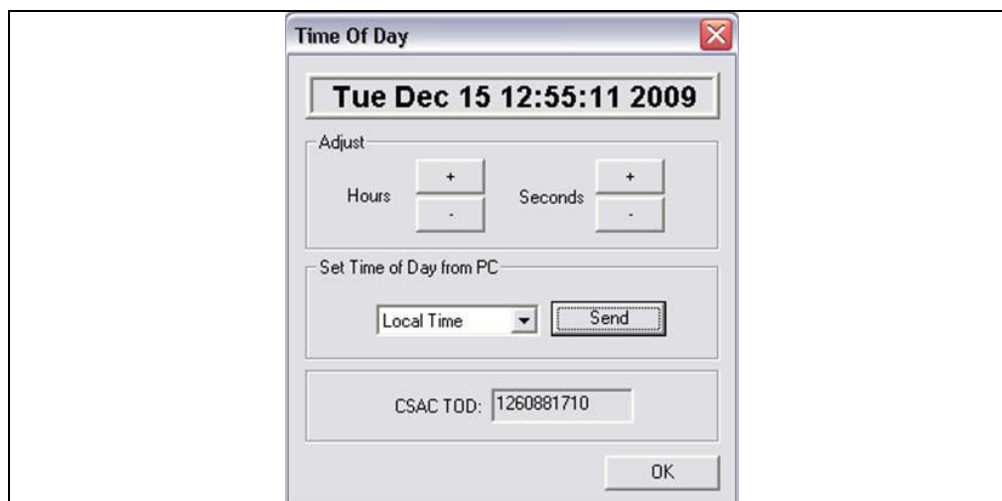 Time Of Day
Tue Dec 15 12:55:11 2009
Adjust
Hours + - Seconds + -
Set Time of Day from PC
Local Time Send
CSAC TOD: 1260881710
OK